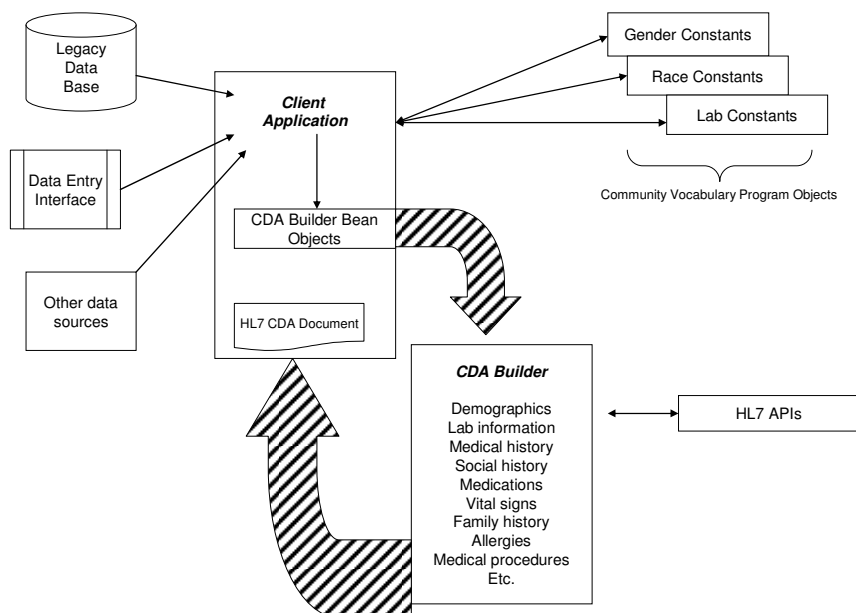 Legacy
Data
Base
Data Entry
Interface
Other data
sources
Client
Application
CDA Builder Bean
Objects
HL7 CDA Document
Gender Constants
Race Constants
Lab Constants
Community Vocabulary Program Objects
CDA Builder
Demographics
Lab information
Medical history
Social history
Medications
Vital signs
Family history
Allergies
Medical procedures
Etc.
HL7 APIs